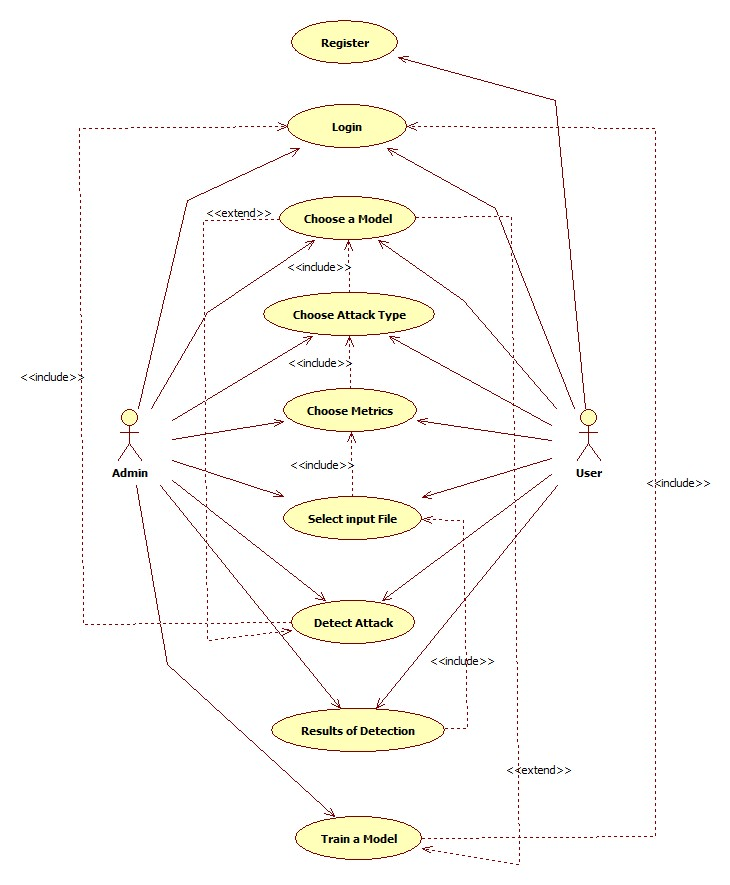 Register
Login
<<extend>>
Choose a Model
<<include>>
Choose Attack Type
<<include>>
<<include>>
Choose Metrics
Admin
User
<<include>>
<<include>>
Select input File
Detect Attack
<<include>>
Results of Detection
<<extend>>
Train a Model